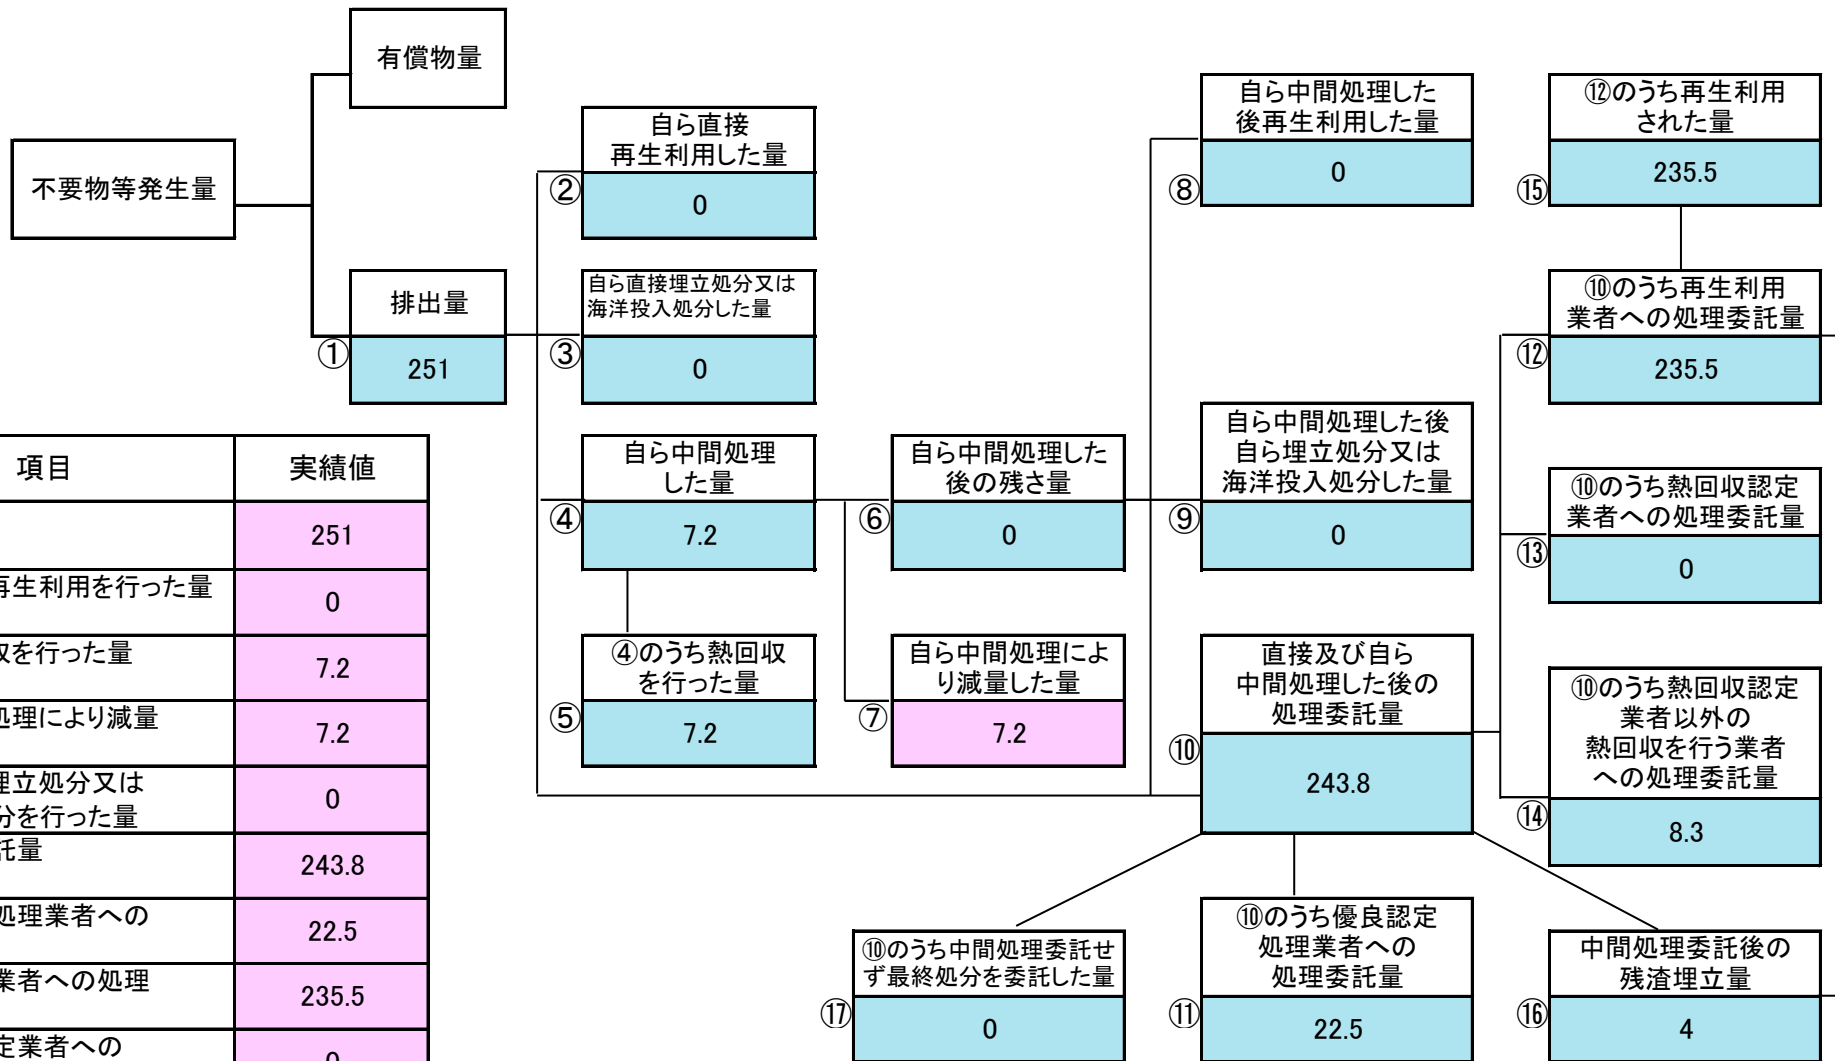 有償物量
不要物等発生量
排出量
①
251
自ら直接
再生利用した量
②
0
自ら直接埋立処分又は
海洋投入処分した量
③
0
自ら中間処理
した量
④
7.2
④のうち熱回収
を行った量
⑤
7.2
自ら中間処理した
後の残さ量
⑥
0
自ら中間処理によ
り減量した量
⑦
7.2
自ら中間処理した
後再生利用した量
⑧
0
自ら中間処理した後
自ら埋立処分又は
海洋投入処分した量
⑨
0
直接及び自ら
中間処理した後の
処理委託量
⑩
243.8
⑫のうち再生利用
された量
⑮
235.5
⑩のうち再生利用
業者への処理委託量
⑫
235.5
⑩のうち熱回収認定
業者への処理委託量
⑬
0
⑩のうち熱回収認定
業者以外の
熱回収を行う業者
への処理委託量
⑭
8.3
⑩のうち中間処理委託せ
ず最終処分を委託した量
⑰
0
⑩のうち優良認定
処理業者への
処理委託量
⑪
22.5
中間処理委託後の
残渣埋立量
⑯
4
項目 実績値
251
再生利用を行った量
0
を行った量
7.2
処理により減量
7.2
埋立処分又は
分を行った量
0
託量
243.8
処理業者への
22.5
業者への処理
235.5
定業者への
0